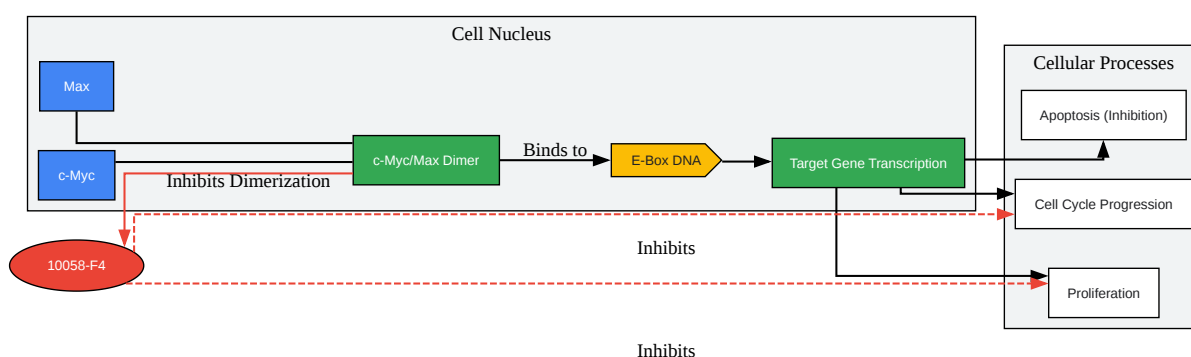 Cell Nucleus
Cellular Processes
Max
Apoptosis (Inhibition)
c-Myc/Max Dimer
Binds to
E-Box DNA
Target Gene Transcription
c-Myc
Inhibits Dimerization
Cell Cycle Progression
Inhibits
10058-F4
Proliferation
Inhibits